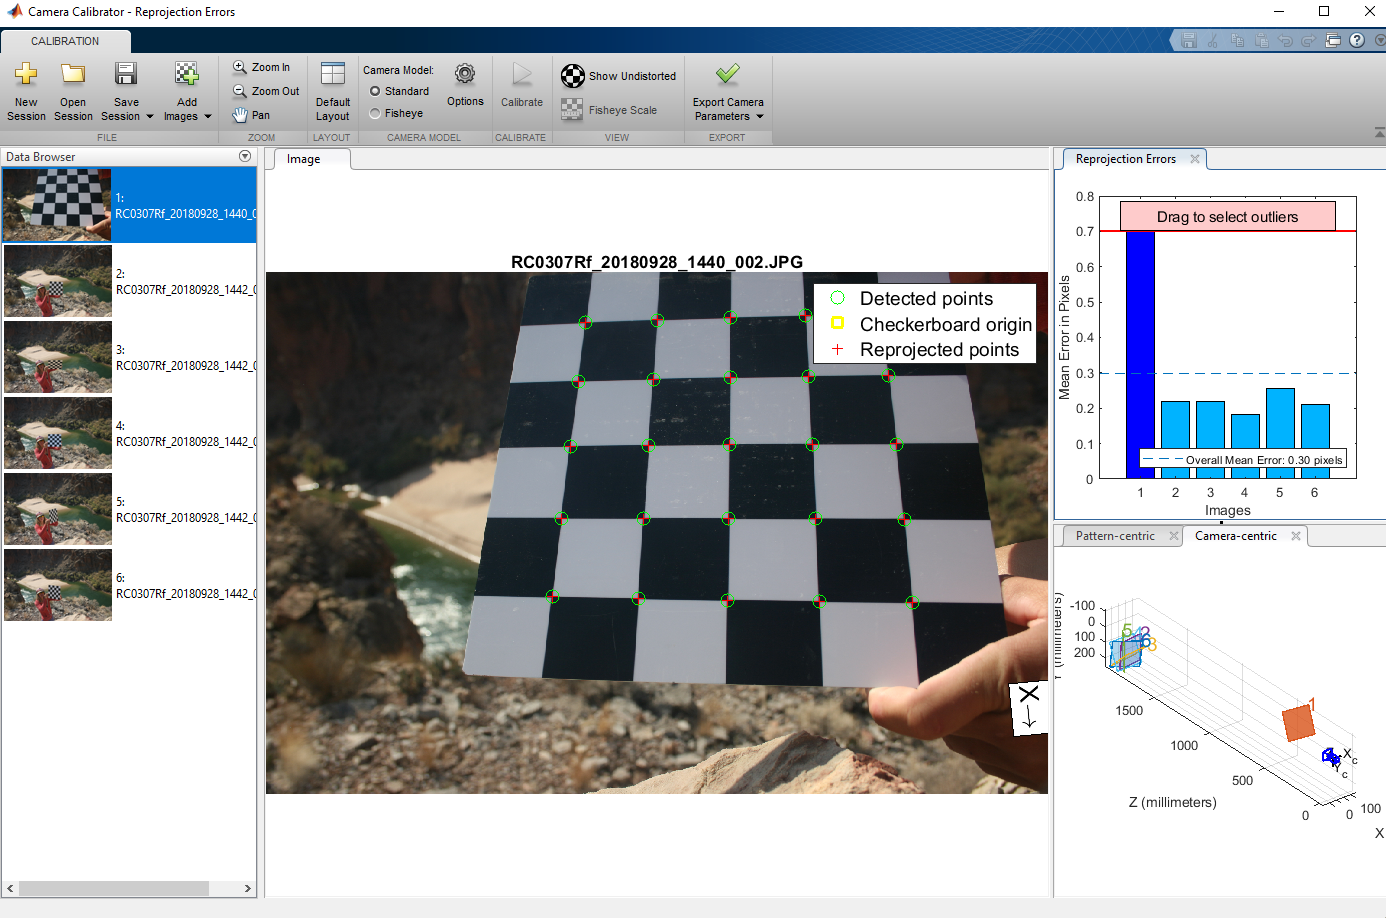 Camera Calibrator - Reprojection Errors
CALIBRATION
New Session
Open Session
Save Session
Add Images
FILE
Zoom In
Zoom Out
Pan
ZOOM
Default Layout
LAYOUT
Camera Model:
Standard
Fisheye
Options
CAMERA MODEL
Calibrate
CALIBRATE
Show Undistorted
Fisheye Scale
VIEW
Export Camera Parameters
EXPORT
Data Browser
1:
RC0307Rf_20180928_1440_0
2:
RC0307Rf_20180928_1442_0
3:
RC0307Rf_20180928_1442_0
4:
RC0307Rf_20180928_1442_0
5:
RC0307Rf_20180928_1442_0
6:
RC0307Rf_20180928_1442_0
Image
RC0307Rf_20180928_1440_002.JPG
Detected points
Checkerboard origin
Reprojected points
X
Reprojection Errors
Drag to select outliers
0.8
0.7
0.6
0.5
0.4
0.3
0.2
0.1
0
Mean Error in Pixels
Overall Mean Error: 0.30 pixels
1 2 3 4 5 6
Images
Pattern-centric
Camera-centric
-100
0
100
200
(millimeters)
1500
1000
500
0
Z (millimeters)
0 100
X
1
5
2
6
3
Xc
Yc